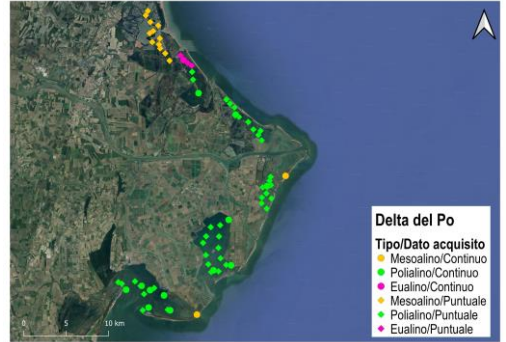 Delta del Po
Tipo/Dato acquisito
Mesoalino/Continuo
Polialino/Continuo
Eualino/Continuo
Mesoalino/Puntuale
Polialino/Puntuale
Eualino/Puntuale
0 5 10 km